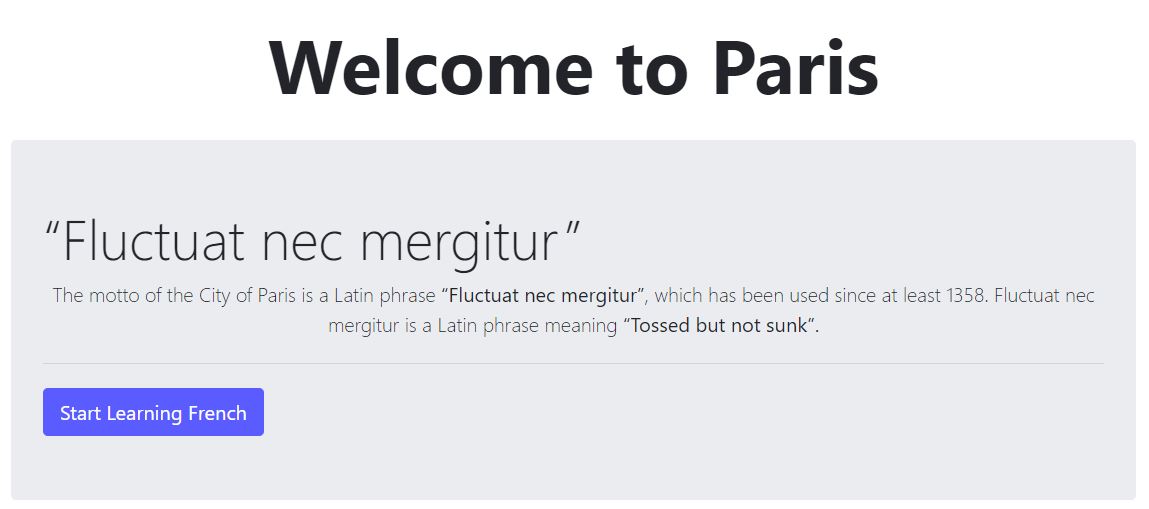 Welcome to Paris
“Fluctuat nec mergitur”
The motto of the City of Paris is a Latin phrase “Fluctuat nec mergitur”, which has been used since at least 1358. Fluctuat nec
mergitur is a Latin phrase meaning “Tossed but not sunk”.
Start Learning French